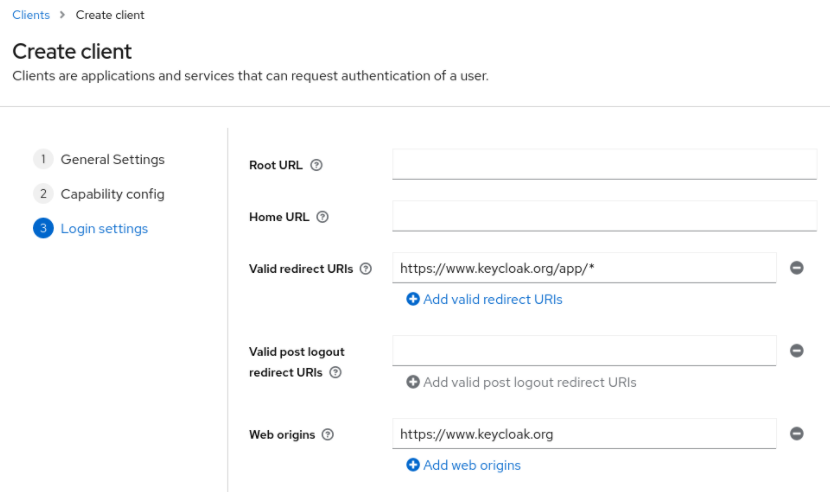 Clients > Create client
Create client
Clients are applications and services that can request authentication of a user.
1 General Settings
2 Capability config
3 Login settings
Root URL ?
Home URL ?
Valid redirect URIs ? https://www.keycloak.org/app/*
Add valid redirect URIs
Valid post logout
redirect URIs ?
Add valid post logout redirect URIs
Web origins ? https://www.keycloak.org
Add web origins